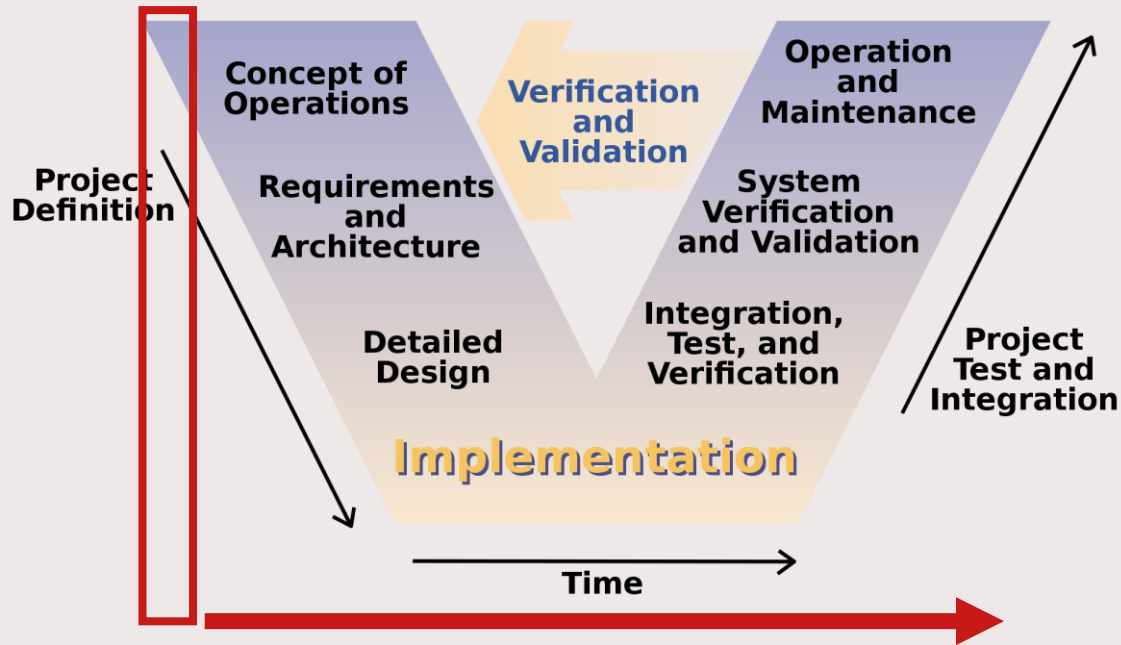 Concept of
Operations
Verification
and
Validation
Operation
and
Maintenance
Project
Definition
Requirements
and
Architecture
System
Verification
and Validation
Detailed
Design
Integration,
Test, and
Verification
Project
Test and
Integration
Implementation
Time